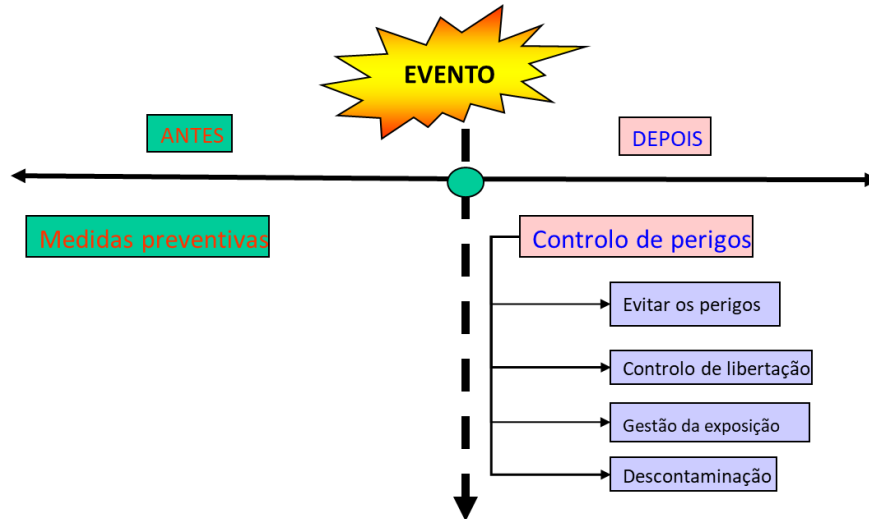 EVENTO
ANTES
DEPOIS
Medidas preventivas
Controlo de perigos
Evitar os perigos
Controlo de libertação
Gestão da exposição
Descontaminação